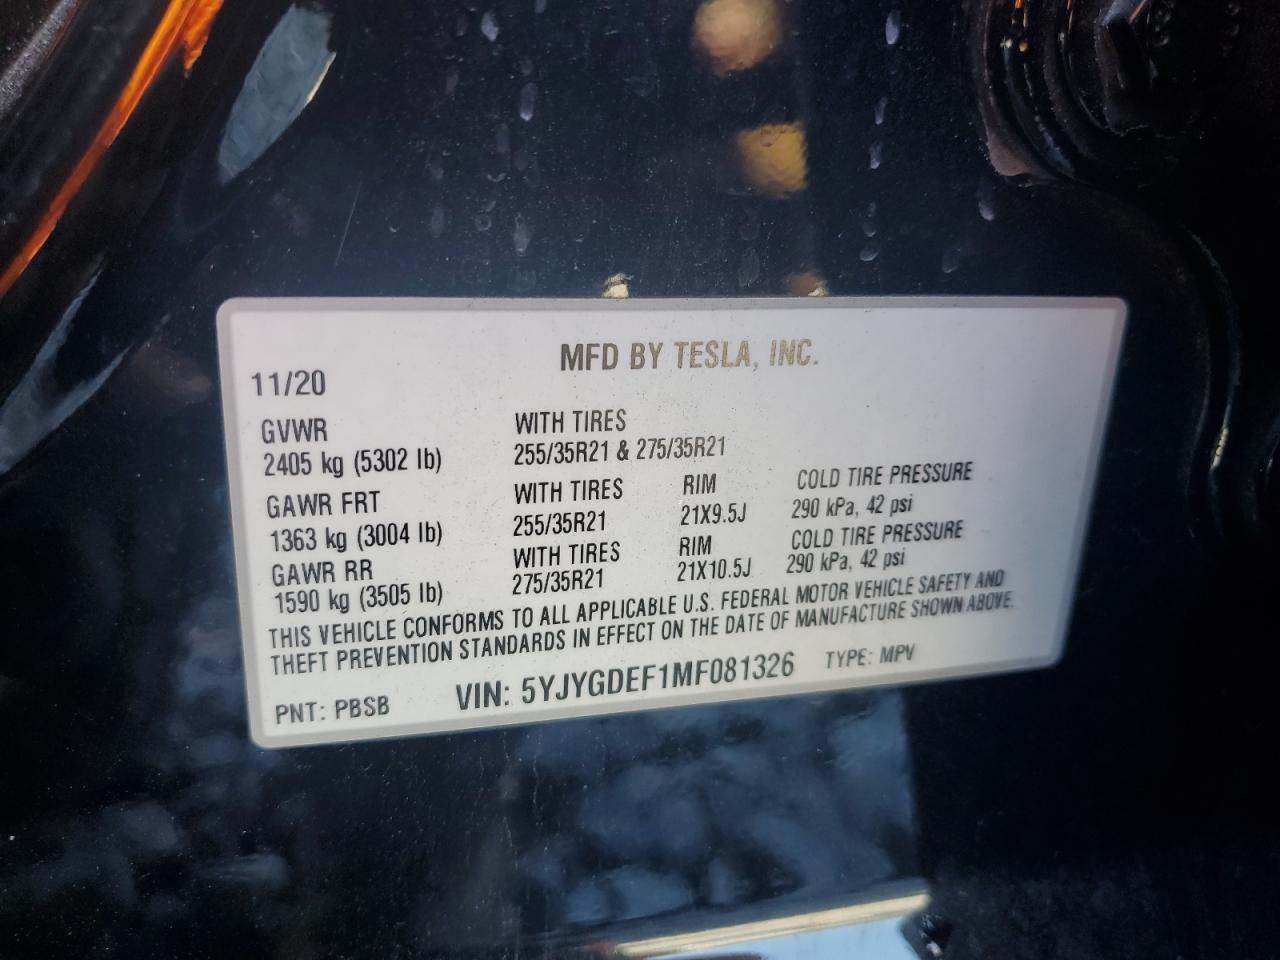 MFD BY TESLA, INC.
11/20
GVWR WITH TIRES
2405 kg (5302 lb) 255/35R21 & 275/35R21
GAWR FRT WITH TIRES RIM COLD TIRE PRESSURE
1363 kg (3004 lb) 255/35R21 21X9.5J 290 kPa, 42 psi
GAWR RR WITH TIRES RIM COLD TIRE PRESSURE
1590 kg (3505 lb) 275/35R21 21X10.5J 290 kPa, 42 psi
THIS VEHICLE CONFORMS TO ALL APPLICABLE U.S. FEDERAL MOTOR VEHICLE SAFETY AND
THEFT PREVENTION STANDARDS IN EFFECT ON THE DATE OF MANUFACTURE SHOWN ABOVE.
PNT: PBSB VIN: 5YJYGDEF1MF081326 TYPE: MPV